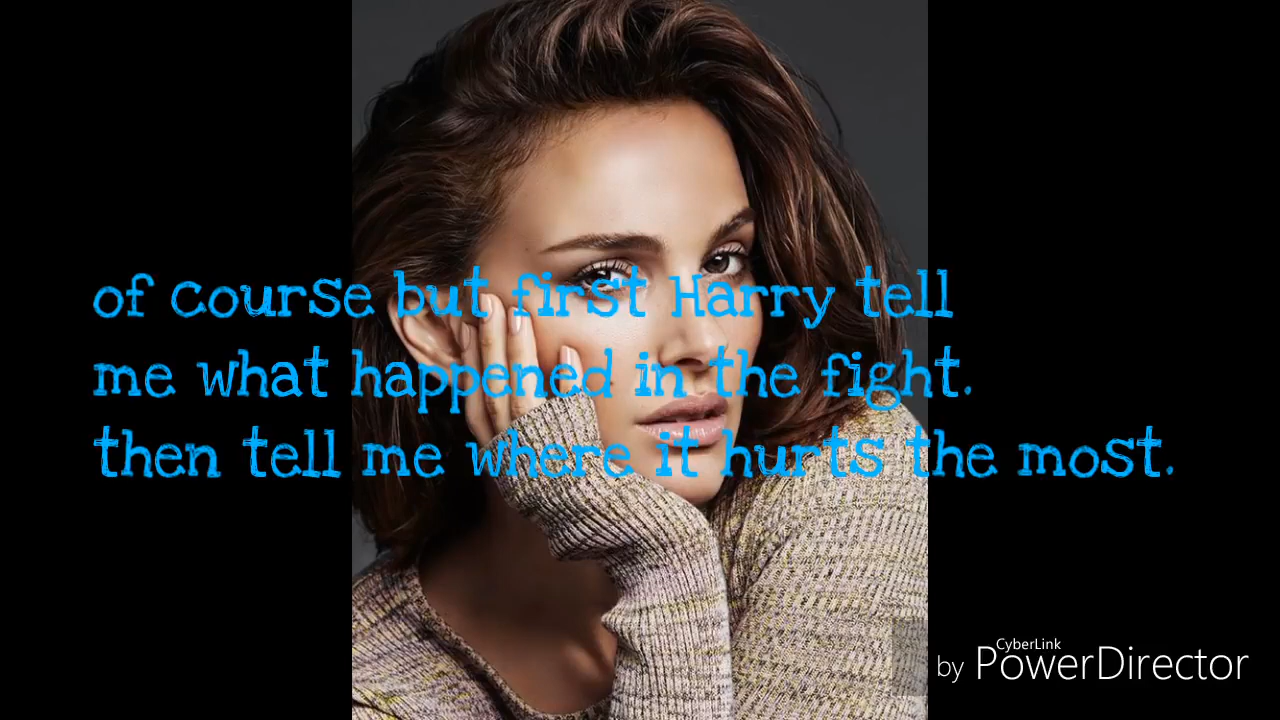 of course but first Harry tell
me what happened in the fight.
then tell me where it hurts the most.
CyberLink
by PowerDirector